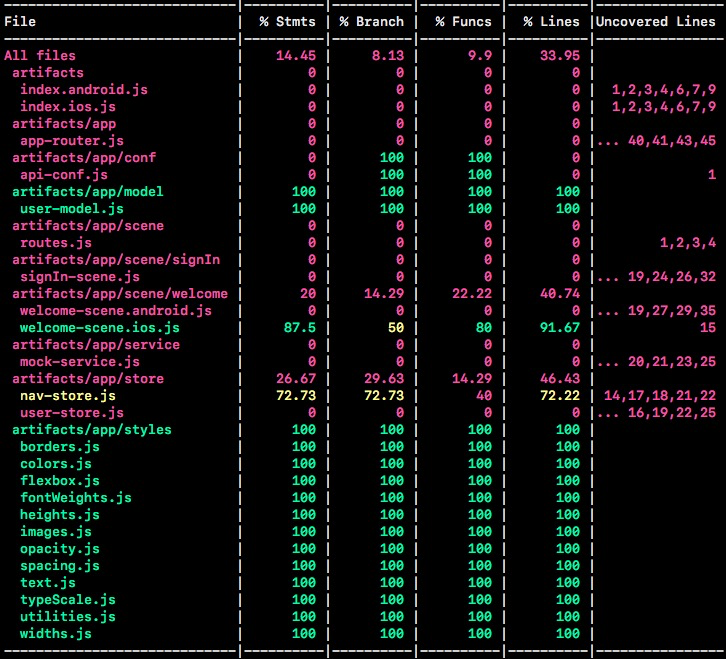 File | % Stmts | % Branch | % Funcs | % Lines |Uncovered Lines
All files | 14.45 | 8.13 | 9.9 | 33.95 |
artifacts | 0 | 0 | 0 | 0 |
index.android.js | 0 | 0 | 0 | 0 | 1,2,3,4,6,7,9
index.ios.js | 0 | 0 | 0 | 0 | 1,2,3,4,6,7,9
artifacts/app | 0 | 0 | 0 | 0 |
app-router.js | 0 | 0 | 0 | 0 |... 40,41,43,45
artifacts/app/conf | 0 | 100 | 100 | 0 |
api-conf.js | 0 | 100 | 100 | 0 | 1
artifacts/app/model | 100 | 100 | 100 | 100 |
user-model.js | 100 | 100 | 100 | 100 |
artifacts/app/scene | 0 | 0 | 0 | 0 |
routes.js | 0 | 0 | 0 | 0 | 1,2,3,4
artifacts/app/scene/signIn | 0 | 0 | 0 | 0 |
signIn-scene.js | 0 | 0 | 0 | 0 |... 19,24,26,32
artifacts/app/scene/welcome | 20 | 14.29 | 22.22 | 40.74 |
welcome-scene.android.js | 0 | 0 | 0 | 0 |... 19,27,29,35
welcome-scene.ios.js | 87.5 | 50 | 80 | 91.67 | 15
artifacts/app/service | 0 | 0 | 0 | 0 |
mock-service.js | 0 | 0 | 0 | 0 |... 20,21,23,25
artifacts/app/store | 26.67 | 29.63 | 14.29 | 46.43 |
nav-store.js | 72.73 | 72.73 | 40 | 72.22 | 14,17,18,21,22
user-store.js | 0 | 0 | 0 | 0 |... 16,19,22,25
artifacts/app/styles | 100 | 100 | 100 | 100 |
borders.js | 100 | 100 | 100 | 100 |
colors.js | 100 | 100 | 100 | 100 |
flexbox.js | 100 | 100 | 100 | 100 |
fontWeights.js | 100 | 100 | 100 | 100 |
heights.js | 100 | 100 | 100 | 100 |
images.js | 100 | 100 | 100 | 100 |
opacity.js | 100 | 100 | 100 | 100 |
spacing.js | 100 | 100 | 100 | 100 |
text.js | 100 | 100 | 100 | 100 |
typeScale.js | 100 | 100 | 100 | 100 |
utilities.js | 100 | 100 | 100 | 100 |
widths.js | 100 | 100 | 100 | 100 |